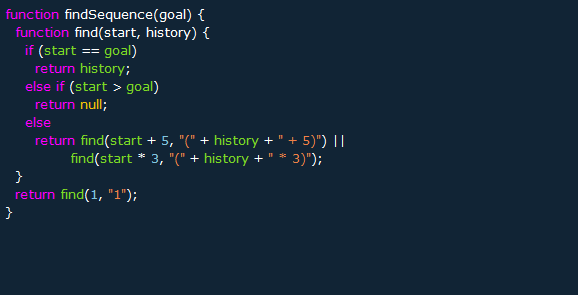 function findSequence(goal) {
  function find(start, history) {
    if (start == goal)
      return history;
    else if (start > goal)
      return null;
    else
      return find(start + 5, "(" + history + " + 5)") ||
             find(start * 3, "(" + history + " * 3)");
  }
  return find(1, "1");
}